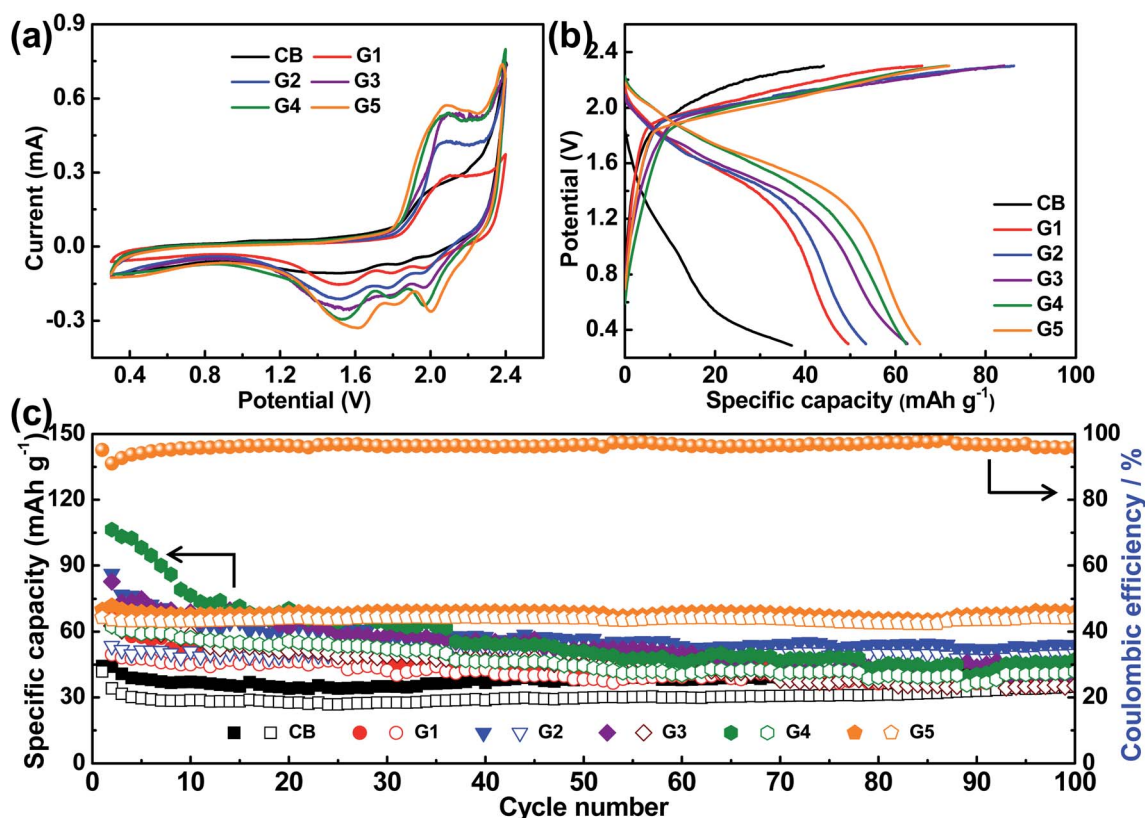 (a)
0.9
0.6
0.3
0.0
-0.3
Current (mA)
CB G1
G2 G3
G4 G5
0.4 0.8 1.2 1.6 2.0 2.4
Potential (V)
(b)
2.4
2.0
1.6
1.2
0.8
0.4
Potential (V)
CB
G1
G2
G3
G4
G5
0 20 40 60 80 100
Specific capacity (mAh g-1)
(c)
150
120
90
60
30
0
Specific capacity (mAh g-1)
100
80
60
40
20
0
Coulombic efficiency / %
CB G1 G2 G3 G4 G5
0 10 20 30 40 50 60 70 80 90 100
Cycle number